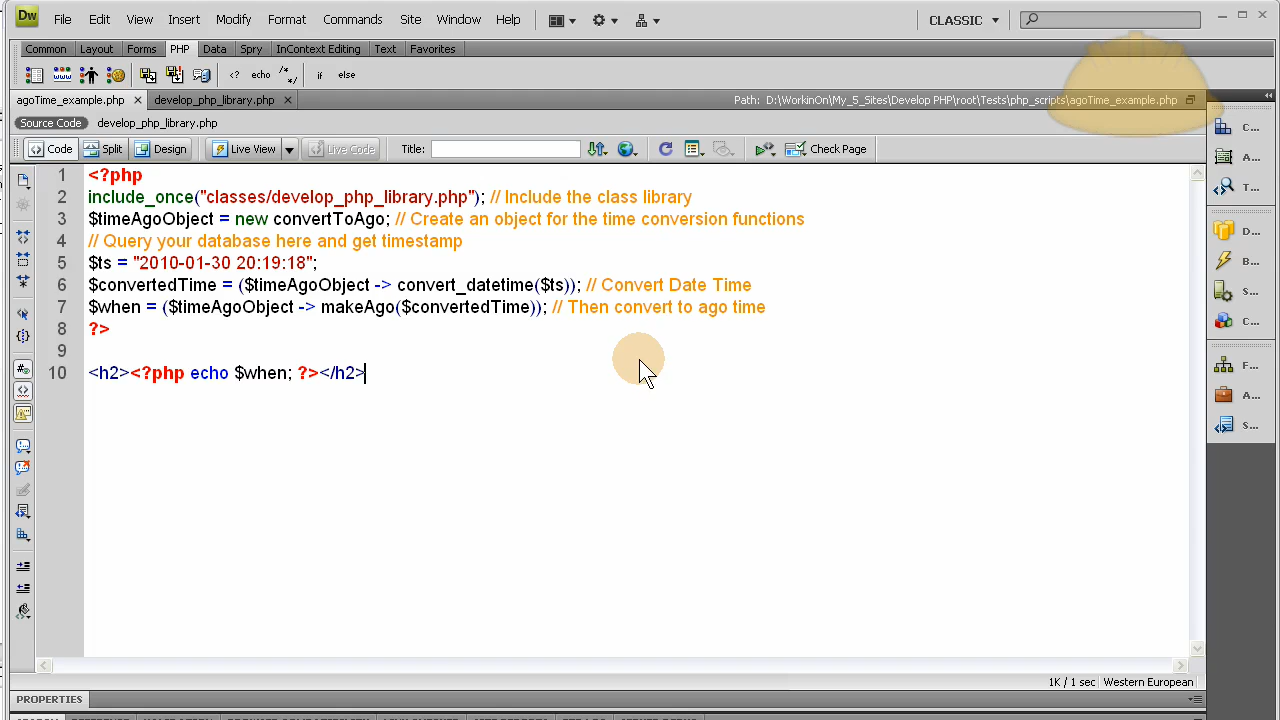 Dw File Edit View Insert Modify Format Commands Site Window Help CLASSIC
Common Layout Forms PHP Data Spry InContext Editing Text Favorites
<? echo /* */ if else
agoTime_example.php × develop_php_library.php × Path: D:\WorkinOn\My_5_Sites\Develop PHP\root\Tests\php_scripts\agoTime_example.php
Source Code develop_php_library.php
Code Split Design Live View Live Code Title: Check Page
1 <?php
2 include_once("classes/develop_php_library.php"); // Include the class library
3 $timeAgoObject = new convertToAgo; // Create an object for the time conversion functions
4 // Query your database here and get timestamp
5 $ts = "2010-01-30 20:19:18";
6 $convertedTime = ($timeAgoObject -> convert_datetime($ts)); // Convert Date Time
7 $when = ($timeAgoObject -> makeAgo($convertedTime)); // Then convert to ago time
8 ?>
9
10 <h2><?php echo $when; ?></h2>
C...
A...
T...
D...
B...
S...
C...
F...
A...
S...
1K / 1 sec Western European
PROPERTIES